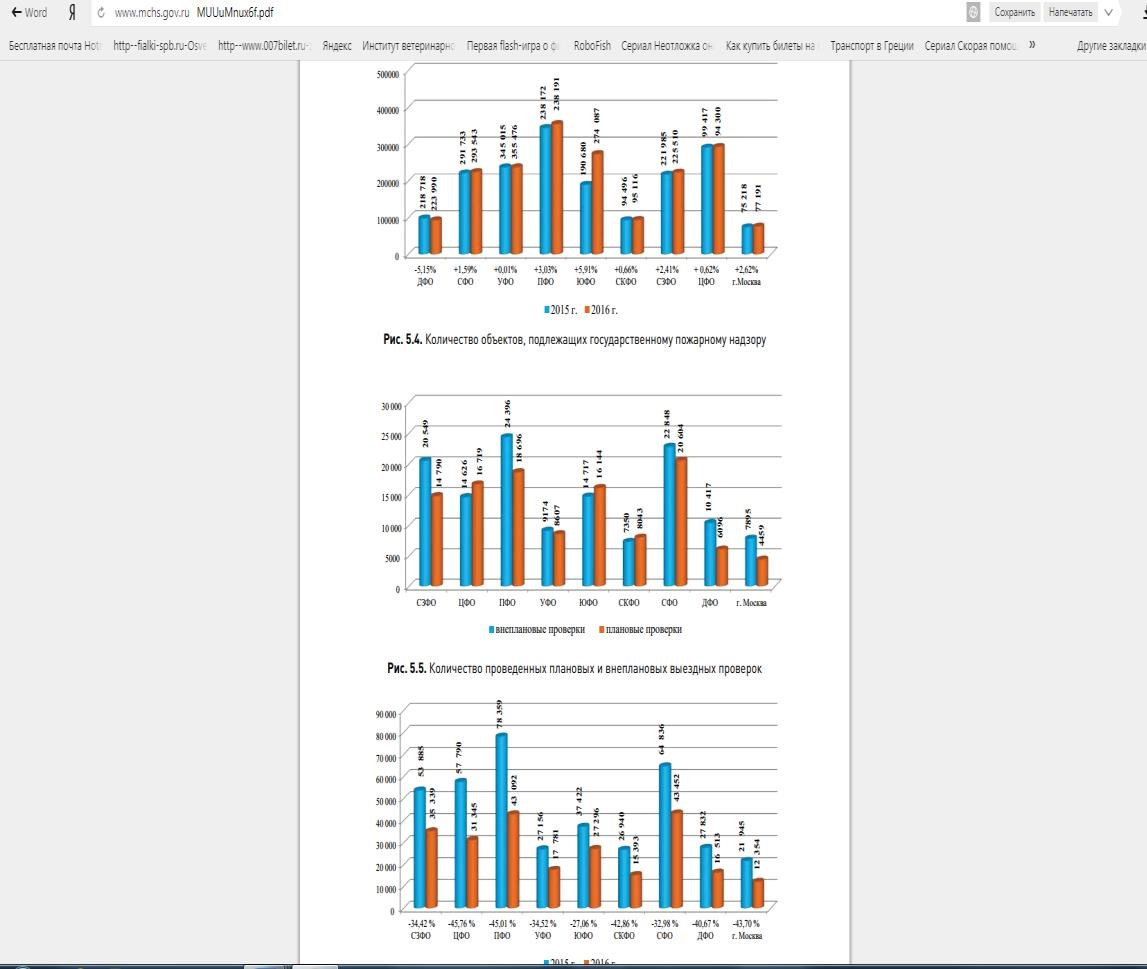 Word www.mchs.gov.ru MUUuMnux6f.pdf Сохранить Напечатать
Бесплатная почта Hot http--fialki-spb.ru-Osve http--www.007bilet.ru- Яндекс Институт ветеринарно Первая flash-игра о ф RoboFish Сериал Неотложка он Как купить билеты на Транспорт в Греции Сериал Скорая помощ » Другие закладки
500000
400000
300000
200000
100000
0
218 718 223 990 291 733 293 543 345 015 355 476 238 172 238 191 190 680 274 087 94 496 95 116 221 985 225 510 99 417 94 300 75 218 77 191
-5,15% +1,59% +0,01% +3,03% +5,91% +0,66% +2,41% + 0,62% +2,62%
ДФО СФО УФО ПФО ЮФО СКФО СЗФО ЦФО г.Москва
2015 г. 2016 г.
Рис. 5.4. Количество объектов, подлежащих государственному пожарному надзору
30 000
25 000
20 000
15 000
10 000
5000
0
20 549 14 790 14 626 16 719 24 396 18 696 9174 8607 14 717 16 144 7350 8043 22 848 20 604 10 417 6096 7895 4459
СЗФО ЦФО ПФО УФО ЮФО СКФО СФО ДФО г. Москва
внеплановые проверки плановые проверки
Рис. 5.5. Количество проведенных плановых и внеплановых выездных проверок
90 000
80 000
70 000
60 000
50 000
40 000
30 000
20 000
10 000
0
53 885 35 339 57 790 31 345 78 359 43 092 27 156 17 781 37 422 27 296 26 940 15 393 64 836 43 452 27 832 16 513 21 945 12 354
-34,42 % -45,76 % -45,01 % -34,52 % -27,06 % -42,86 % -32,98 % -40,67 % -43,70 %
СЗФО ЦФО ПФО УФО ЮФО СКФО СФО ДФО г. Москва
2015 г. 2016 г.